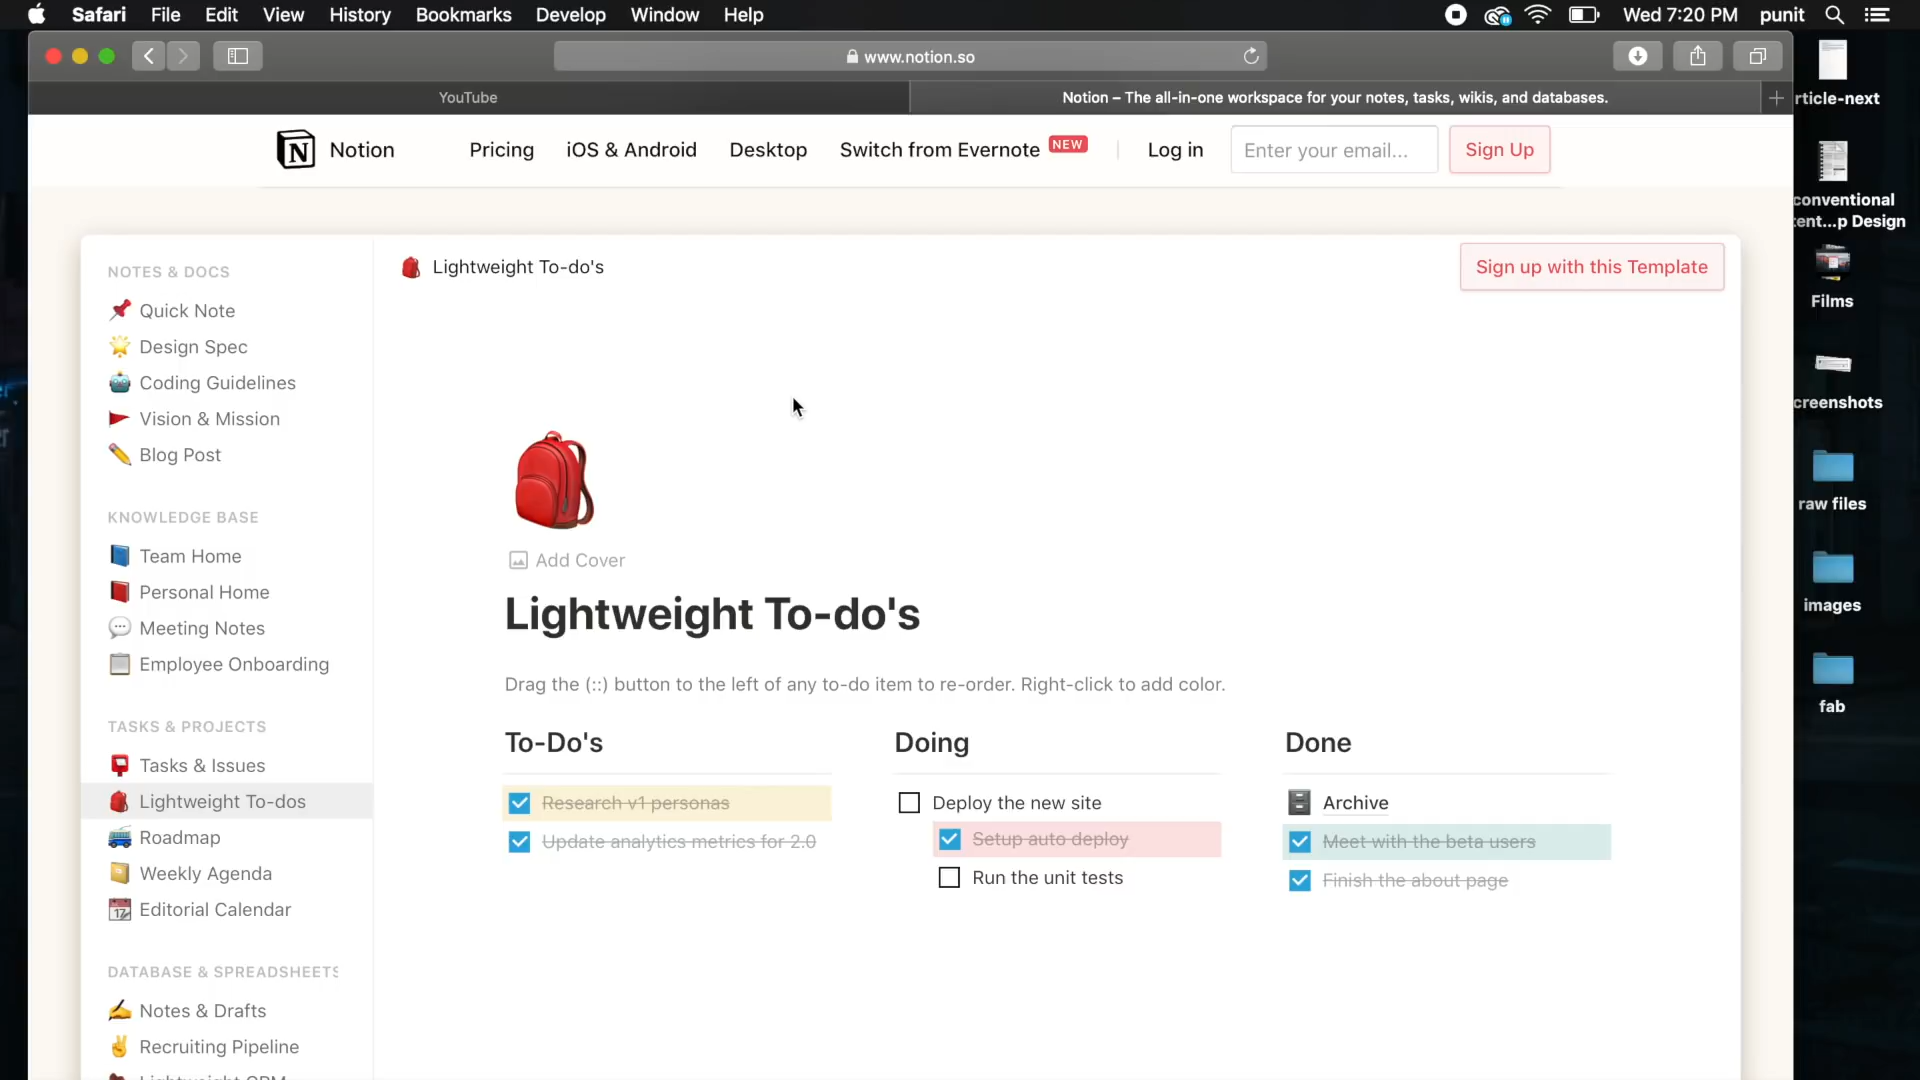 Safari File Edit View History Bookmarks Develop Window Help Wed 7:20 PM punit
www.notion.so
YouTube
Notion – The all-in-one workspace for your notes, tasks, wikis, and databases.
Notion Pricing iOS & Android Desktop Switch from Evernote NEW Log in Enter your email... Sign Up
NOTES & DOCS
Quick Note
Design Spec
Coding Guidelines
Vision & Mission
Blog Post
KNOWLEDGE BASE
Team Home
Personal Home
Meeting Notes
Employee Onboarding
TASKS & PROJECTS
Tasks & Issues
Lightweight To-dos
Roadmap
Weekly Agenda
17
Editorial Calendar
DATABASE & SPREADSHEETS
Notes & Drafts
Recruiting Pipeline
Lightweight To-do's
Sign up with this Template
Add Cover
Lightweight To-do's
Drag the (::) button to the left of any to-do item to re-order. Right-click to add color.
To-Do's
Research v1 personas
Update analytics metrics for 2.0
Doing
Deploy the new site
Setup auto deploy
Run the unit tests
Done
Archive
Meet with the beta users
Finish the about page
rticle-next
conventional
ent...p Design
Films
creenshots
raw files
images
fab